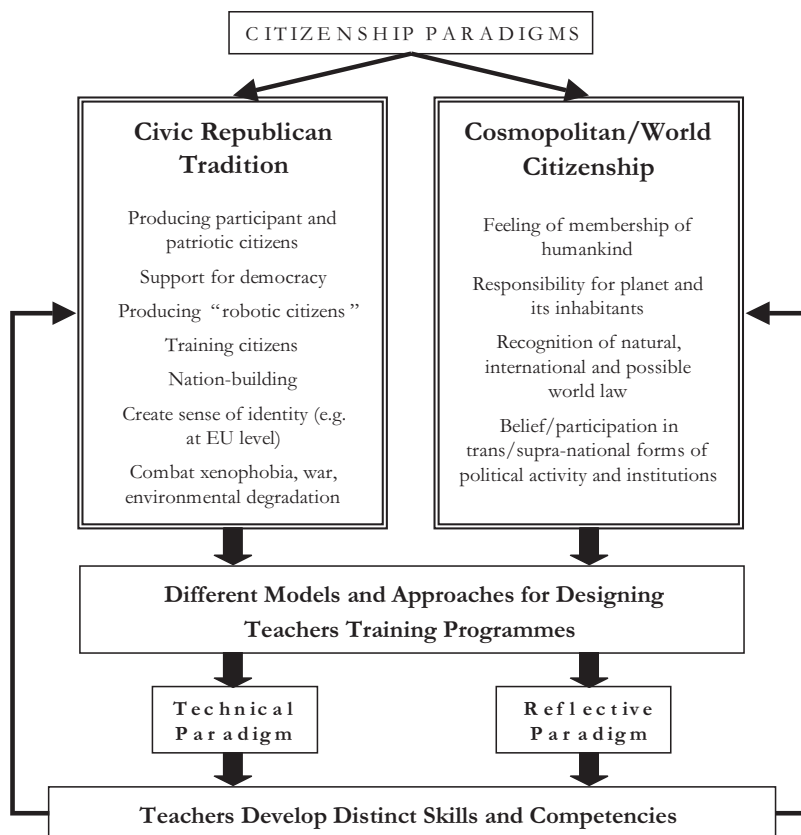 CITIZENSHIP PARADIGMS
Civic Republican
Tradition
Producing participant and
patriotic citizens
Support for democracy
Producing “robotic citizens ”
Training citizens
Nation-building
Create sense of identity (e.g.
at EU level)
Combat xenophobia, war,
environmental degradation
Cosmopolitan/World
Citizenship
Feeling of membership of
humankind
Responsibility for planet and
its inhabitants
Recognition of natural,
international and possible
world law
Belief/participation in
trans/supra-national forms of
political activity and institutions
Different Models and Approaches for Designing
Teachers Training Programmes
Technical
Paradigm
Reflective
Paradigm
Teachers Develop Distinct Skills and Competencies